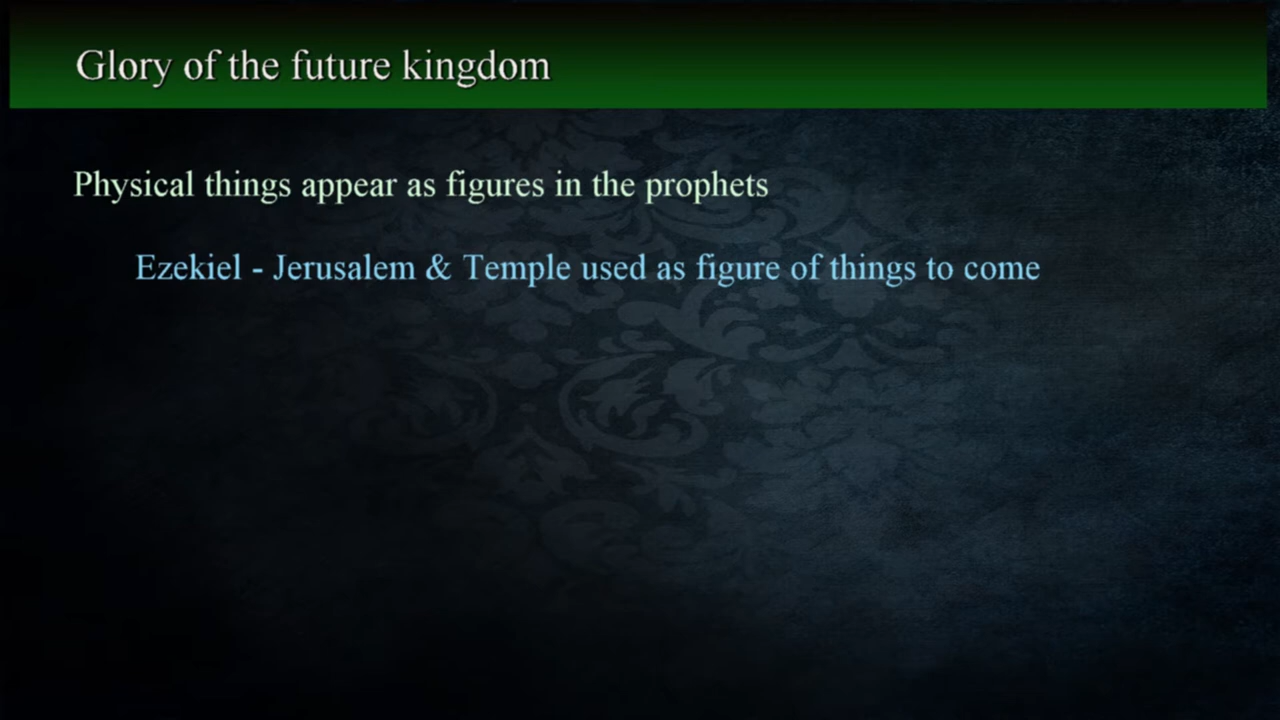 Glory of the future kingdom
Physical things appear as figures in the prophets
Ezekiel - Jerusalem & Temple used as figure of things to come